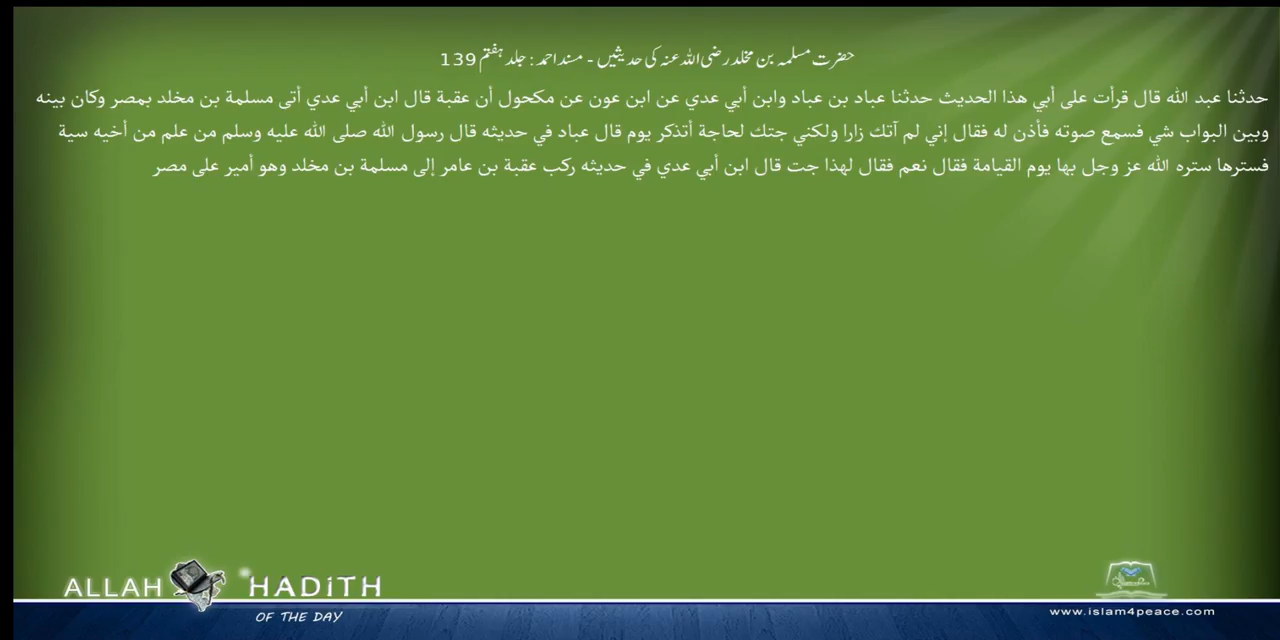 حضرت مسلمہ بن مخلد رضی اللہ عنہ کی حدیثیں - مسند احمد : جلد ہفتم 139
حدثنا عبد الله قال قرأت على أبي هذا الحديث حدثنا عباد بن عباد وابن أبي عدي عن ابن عون عن مكحول أن عقبة قال ابن أبي عدي أتى مسلمة بن مخلد بمصر وكان بينه
وبين البواب شي فسمع صوته فأذن له فقال إني لم آتك زارا ولكني جتك لحاجة أتذكر يوم قال عباد في حديثه قال رسول الله صلى الله عليه وسلم من علم من أخيه سية
فسترها ستره الله عز وجل بها يوم القيامة فقال نعم فقال لهذا جت قال ابن أبي عدي في حديثه ركب عقبة بن عامر إلى مسلمة بن مخلد وهو أمير على مصر
ALLAH HADITH
OF THE DAY
www.islam4peace.com